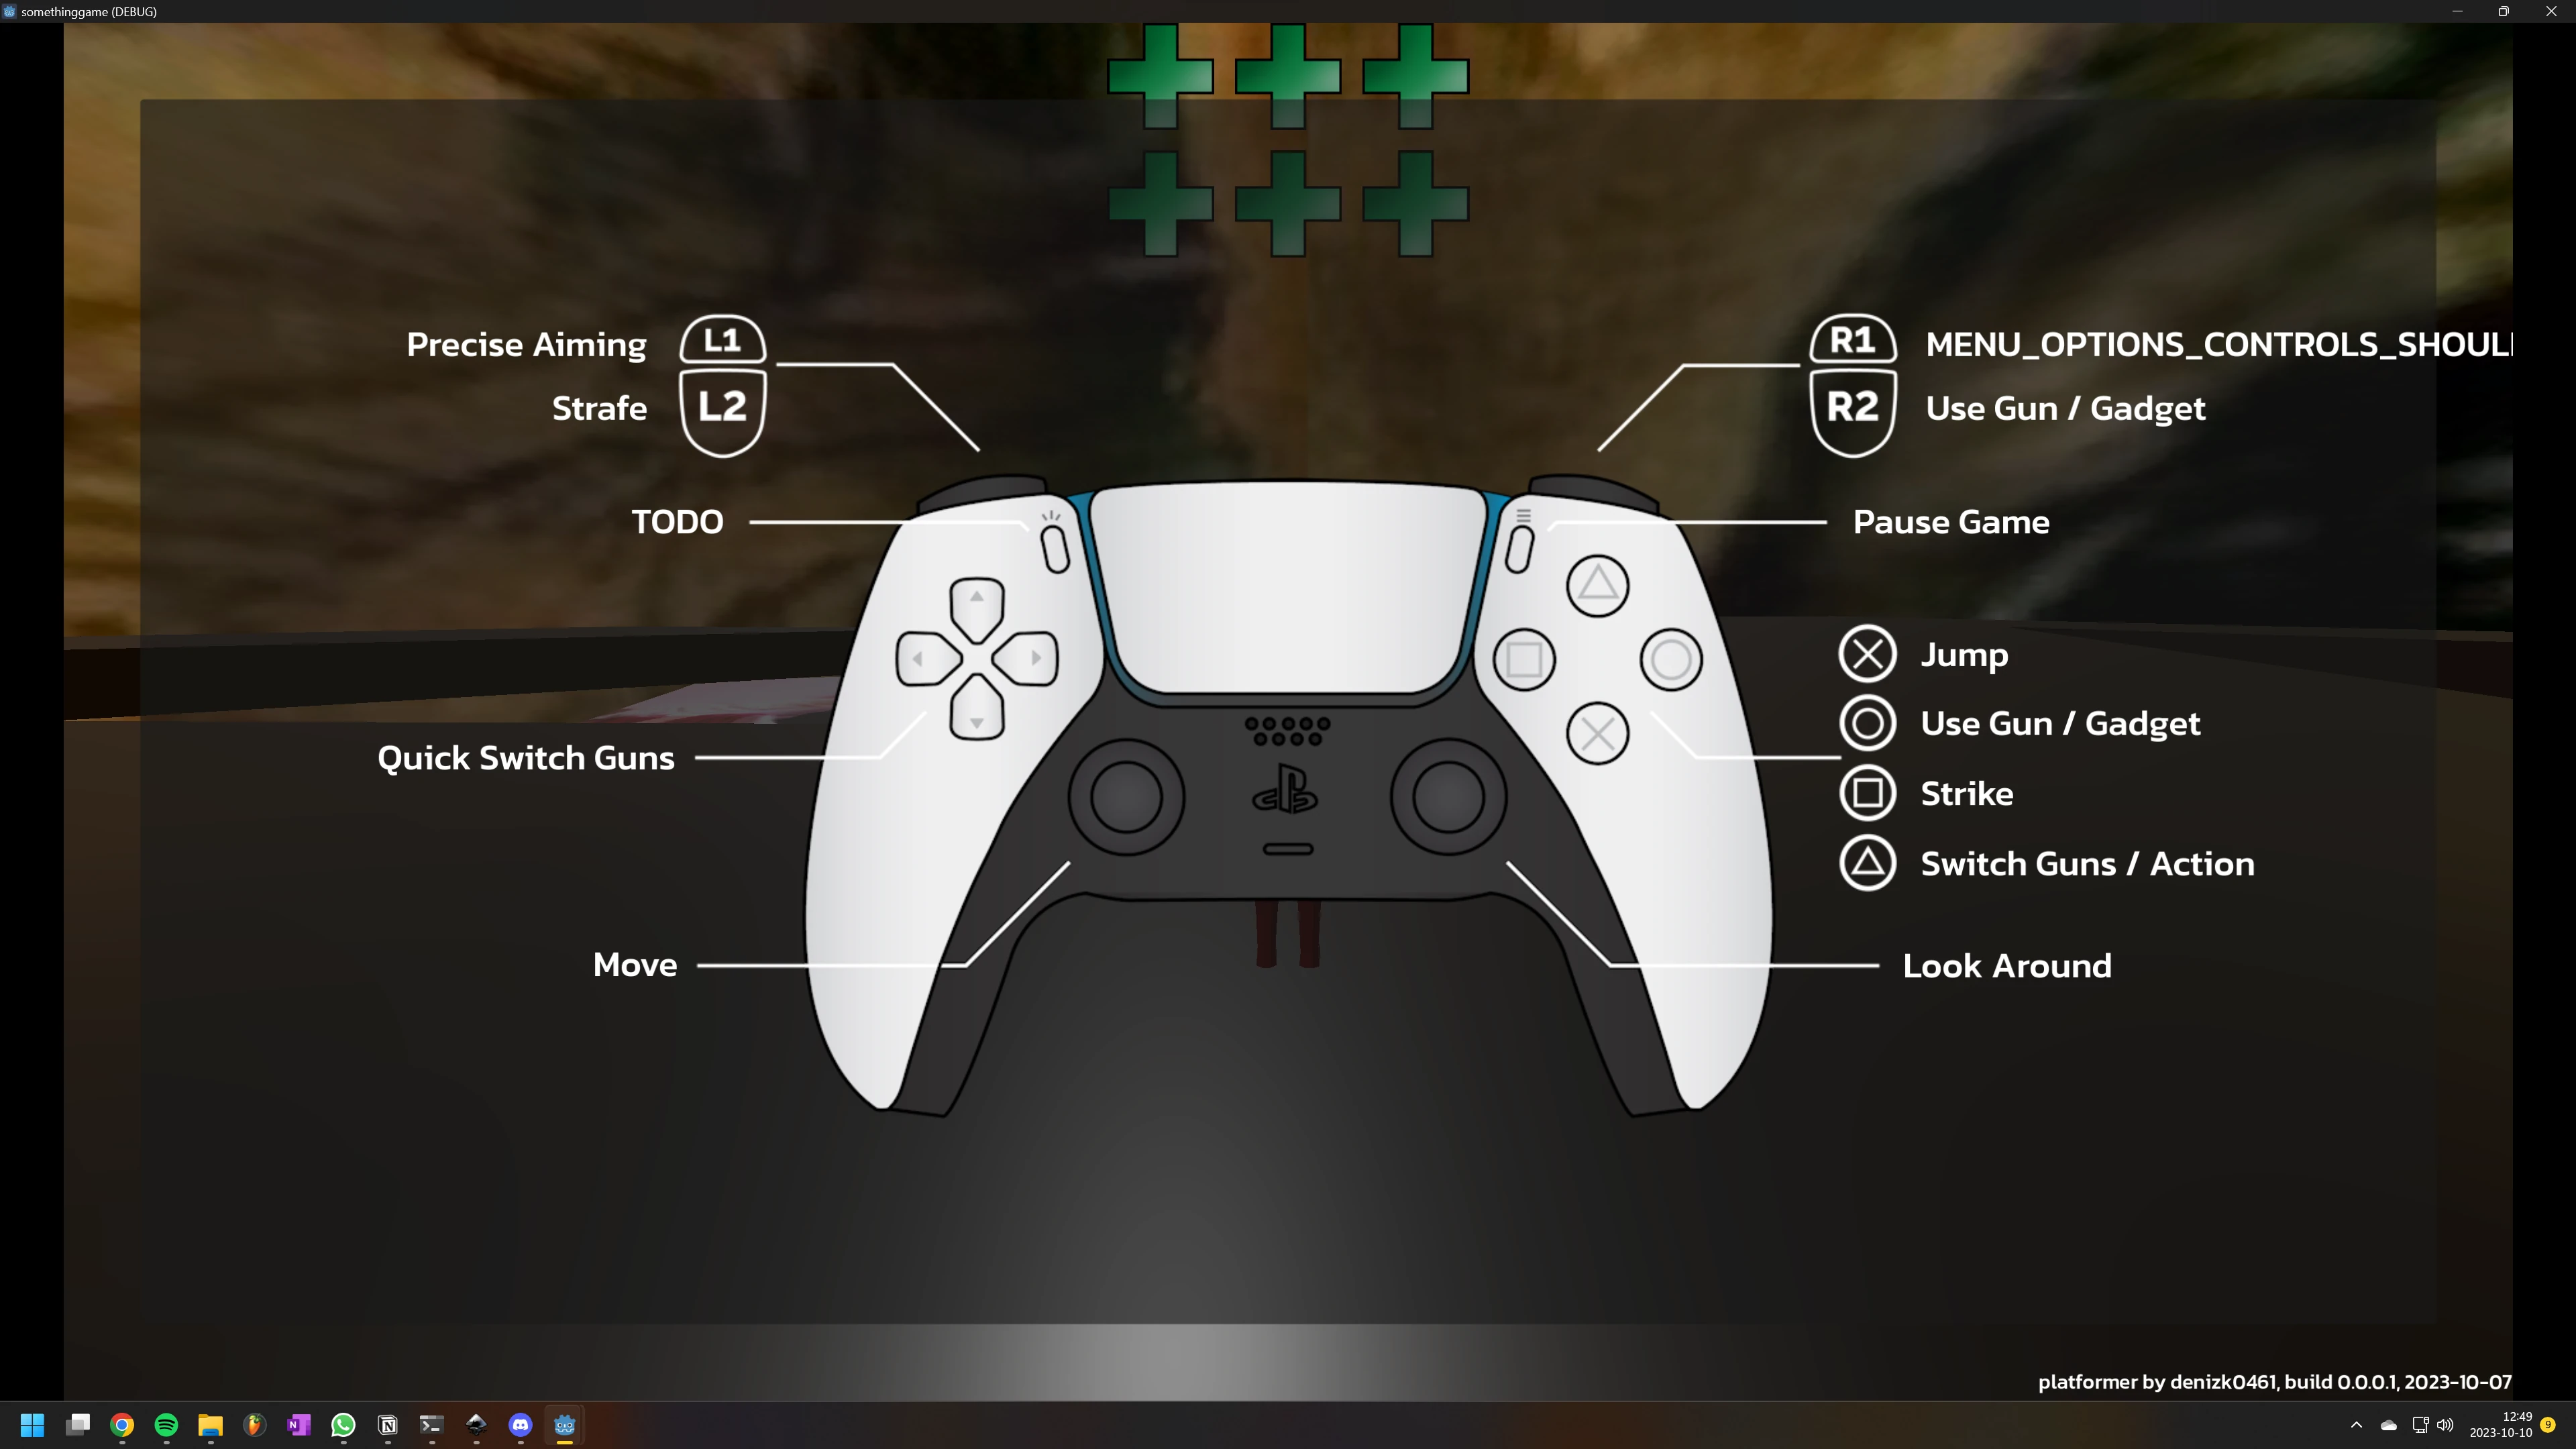 somethinggame (DEBUG)
Precise Aiming L1
R1 MENU_OPTIONS_CONTROLS_SHOUL
Strafe L2
R2 Use Gun / Gadget
TODO
Pause Game
Jump
Use Gun / Gadget
Quick Switch Guns
Strike
Switch Guns / Action
Move
Look Around
platformer by denizk0461, build 0.0.0.1, 2023-10-07
12:49
2023-10-10
9